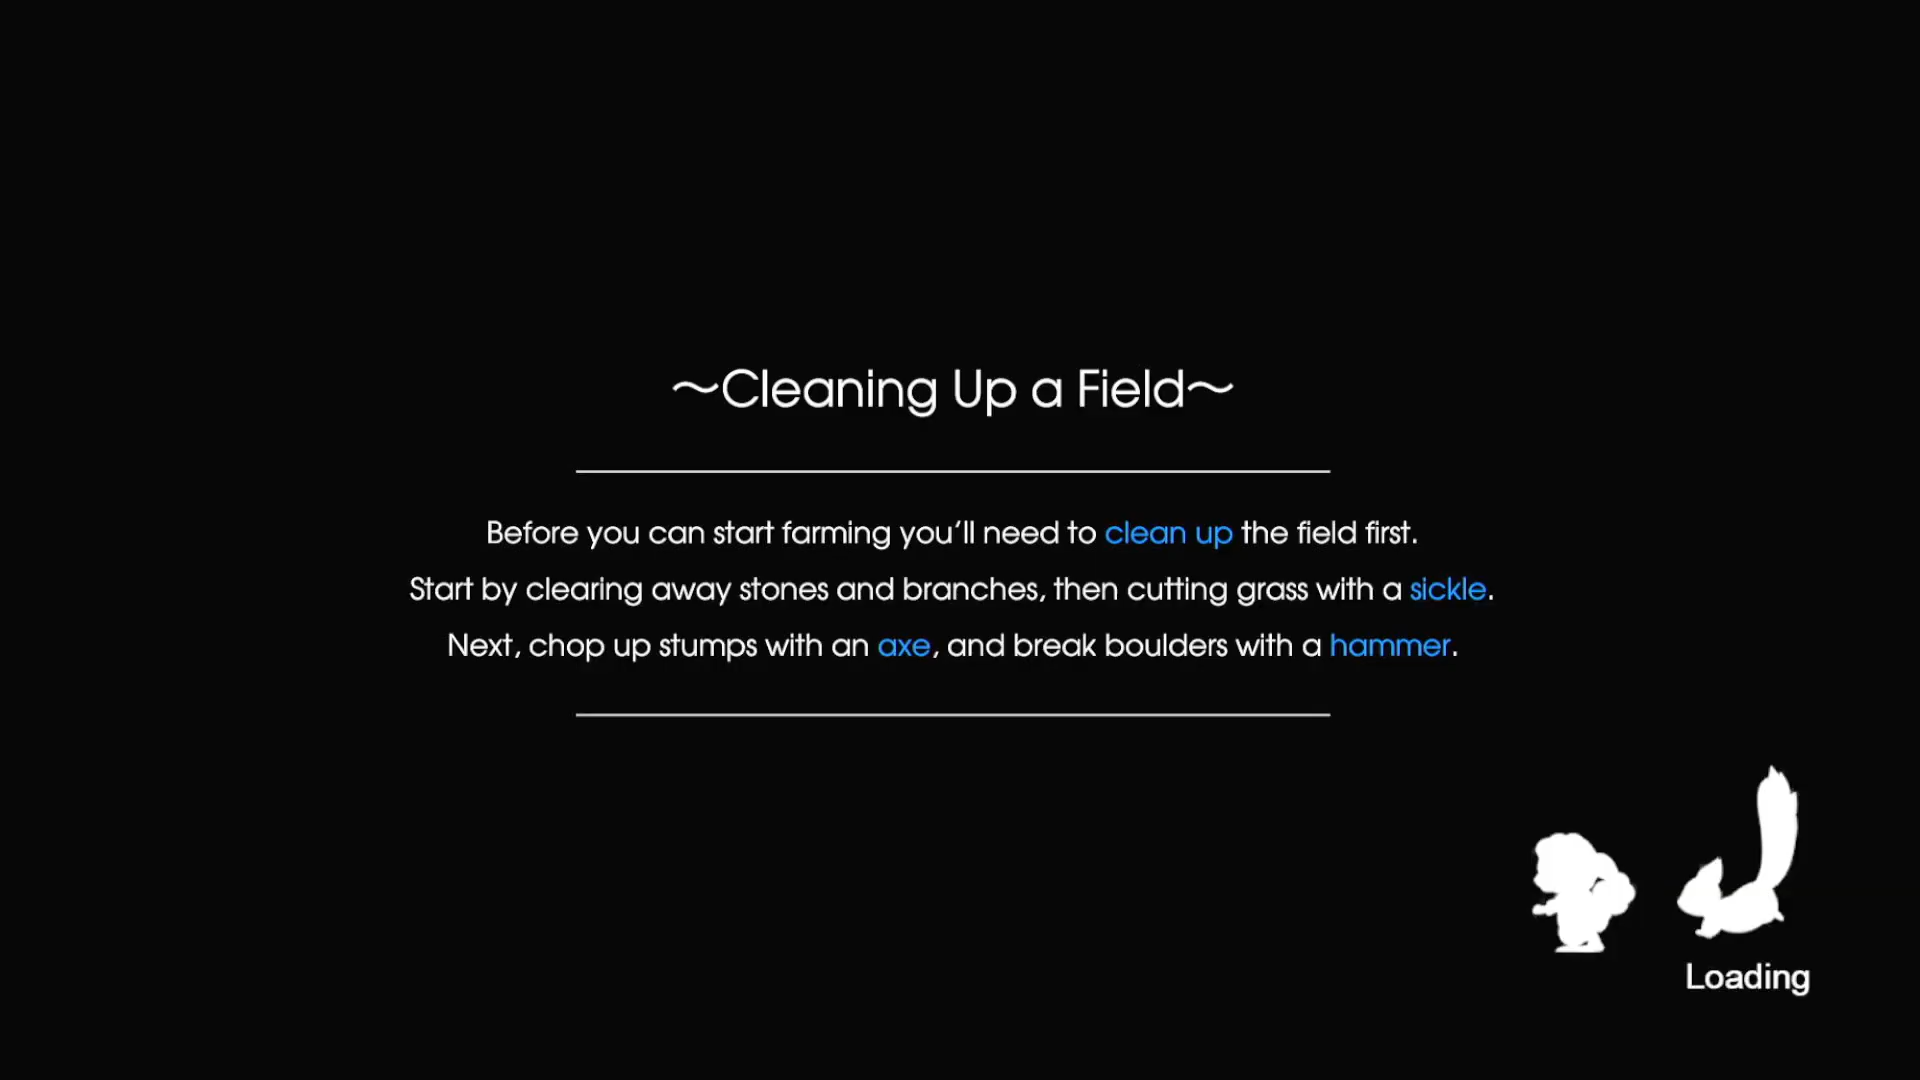 ～Cleaning Up a Field～
Before you can start farming you'll need to clean up the field first.
Start by clearing away stones and branches, then cutting grass with a sickle.
Next, chop up stumps with an axe, and break boulders with a hammer.
Loading